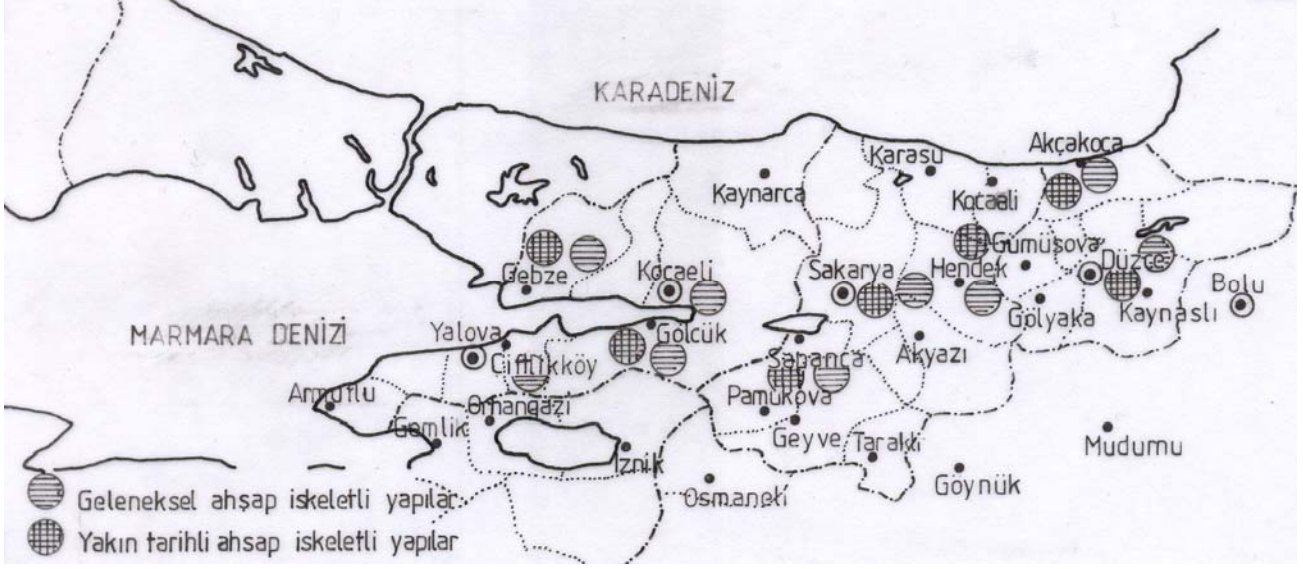 KARADENİZ
Akçakoca
Karasu
Kaynarca
Kocaali
Gümüşova
Gebze
Kocaeli
Sakarya
Hendek
Düzce
Bolu
MARMARA DENİZİ
Yalova
Gölcük
Gölyaka
Kaynaslı
Çiftlikköy
Sapanca
Akyazı
Armutlu
Orhangazi
Pamukova
Gemlik
Geyve
Taraklı
Mudurnu
İznik
Osmaneli
Göynük
Geleneksel ahşap iskeletli yapılar
Yakın tarihli ahşap iskeletli yapılar